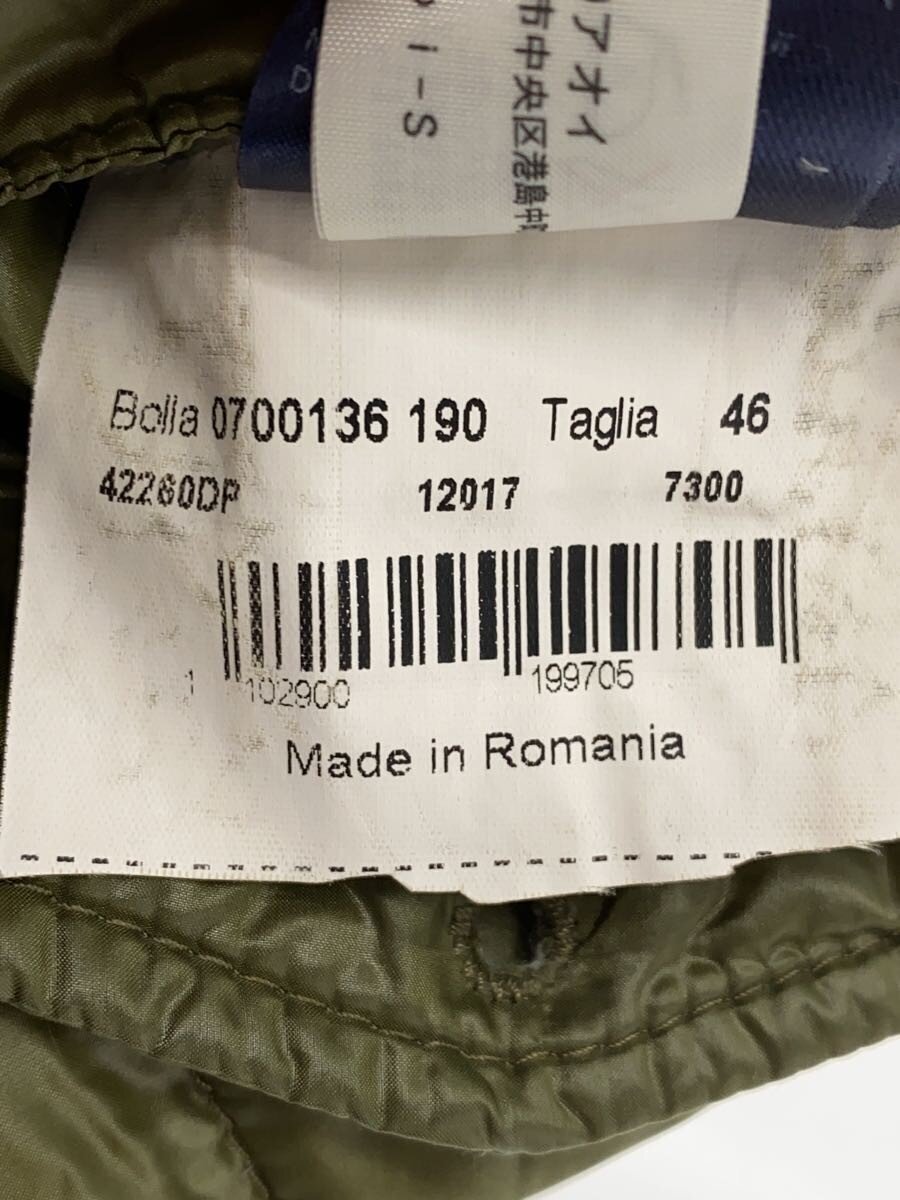 アオイ
市中央区港島中
i-S
Bolla 0700136 190 Taglia 46
42260DP 12017 7300
1 102900 199705
Made in Romania